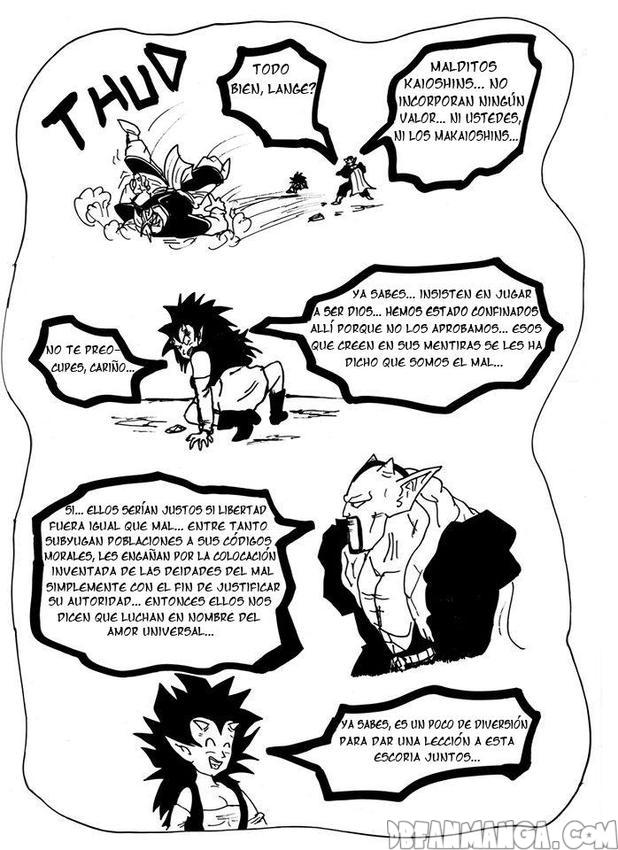 THUD
TODO
BIEN, LANGE?
MALDITOS
KAIOSHINS... NO
INCORPORAN NINGÚN
VALOR... NI USTEDES,
NI LOS MAKAIOSHINS...
YA SABES... INSISTEN EN JUGAR
A SER DIOS... HEMOS ESTADO CONFINADOS
ALLÍ PORQUE NO LOS APROBAMOS... ESOS
QUE CREEN EN SUS MENTIRAS SE LES HA
DICHO QUE SOMOS EL MAL...
NO TE PREO-
CUPES, CARIÑO...
SI... ELLOS SERÍAN JUSTOS SI LIBERTAD
FUERA IGUAL QUE MAL... ENTRE TANTO
SUBYUGAN POBLACIONES A SUS CÓDIGOS
MORALES, LES ENGAÑAN POR LA COLOCACIÓN
INVENTADA DE LAS DEIDADES DEL MAL
SIMPLEMENTE CON EL FIN DE JUSTIFICAR
SU AUTORIDAD... ENTONCES ELLOS NOS
DICEN QUE LUCHAN EN NOMBRE DEL
AMOR UNIVERSAL...
YA SABES, ES UN POCO DE DIVERSIÓN
PARA DAR UNA LECCIÓN A ESTA
ESCORIA JUNTOS...
DBFANMANGA.COM